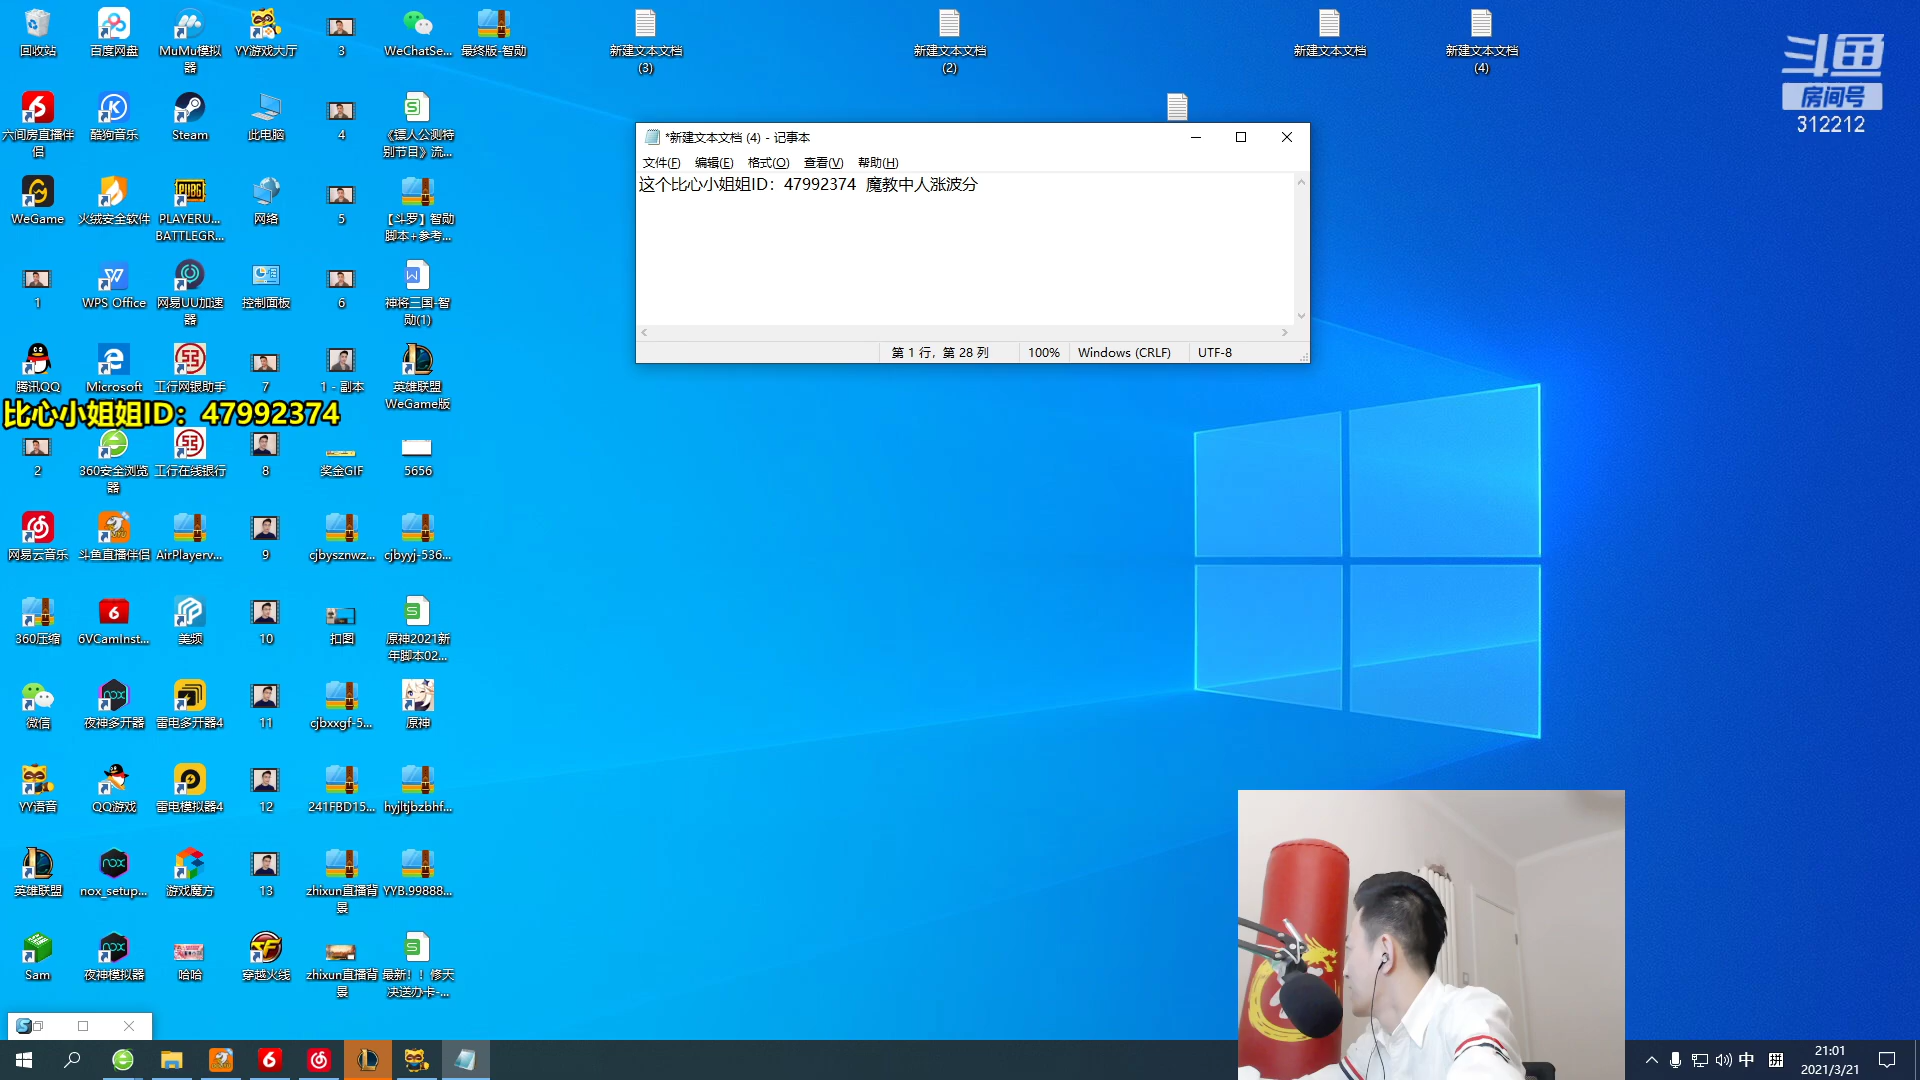 回收站
百度网盘
MuMu模拟
器
YY游戏大厅
3
WeChatSe...
最终版-智勋
新建文本文档
(3)
新建文本文档
(2)
新建文本文档
新建文本文档
(4)
斗鱼
房间号
312212
六间房直播伴
侣
酷狗音乐
Steam
此电脑
4
《镖人公测特
别节目》流...
*新建文本文档 (4) - 记事本
文件(F) 编辑(E) 格式(O) 查看(V) 帮助(H)
这个比心小姐姐ID：47992374 魔教中人涨波分
第 1 行，第 28 列
100%
Windows (CRLF)
UTF-8
WeGame
火绒安全软件
PLAYERU...
BATTLEGR...
网络
5
【斗罗】智勋
脚本+参考...
1
WPS Office
网易UU加速
器
控制面板
6
神将三国-智
勋(1)
腾讯QQ
Microsoft
工行网银助手
7
1 - 副本
英雄联盟
WeGame版
比心小姐姐ID：47992374
2
360安全浏览
器
工行在线银行
8
奖金GIF
5656
网易云音乐
斗鱼直播伴侣
AirPlayerv...
9
cjbysznwz...
cjbyyj-536...
360压缩
6VCamInst...
美频
10
扣图
原神2021新
年脚本02...
微信
夜神多开器
雷电多开器4
11
cjbxxgf-5...
原神
YY语音
QQ游戏
雷电模拟器4
12
241FBD15...
hyjltjbzbhf...
英雄联盟
nox_setup...
游戏魔方
13
zhixun直播背
景
YYB.99888...
Sam
夜神模拟器
哈哈
穿越火线
zhixun直播背
景
最新！！修天
决送办卡-...
中
拼
21:01
2021/3/21